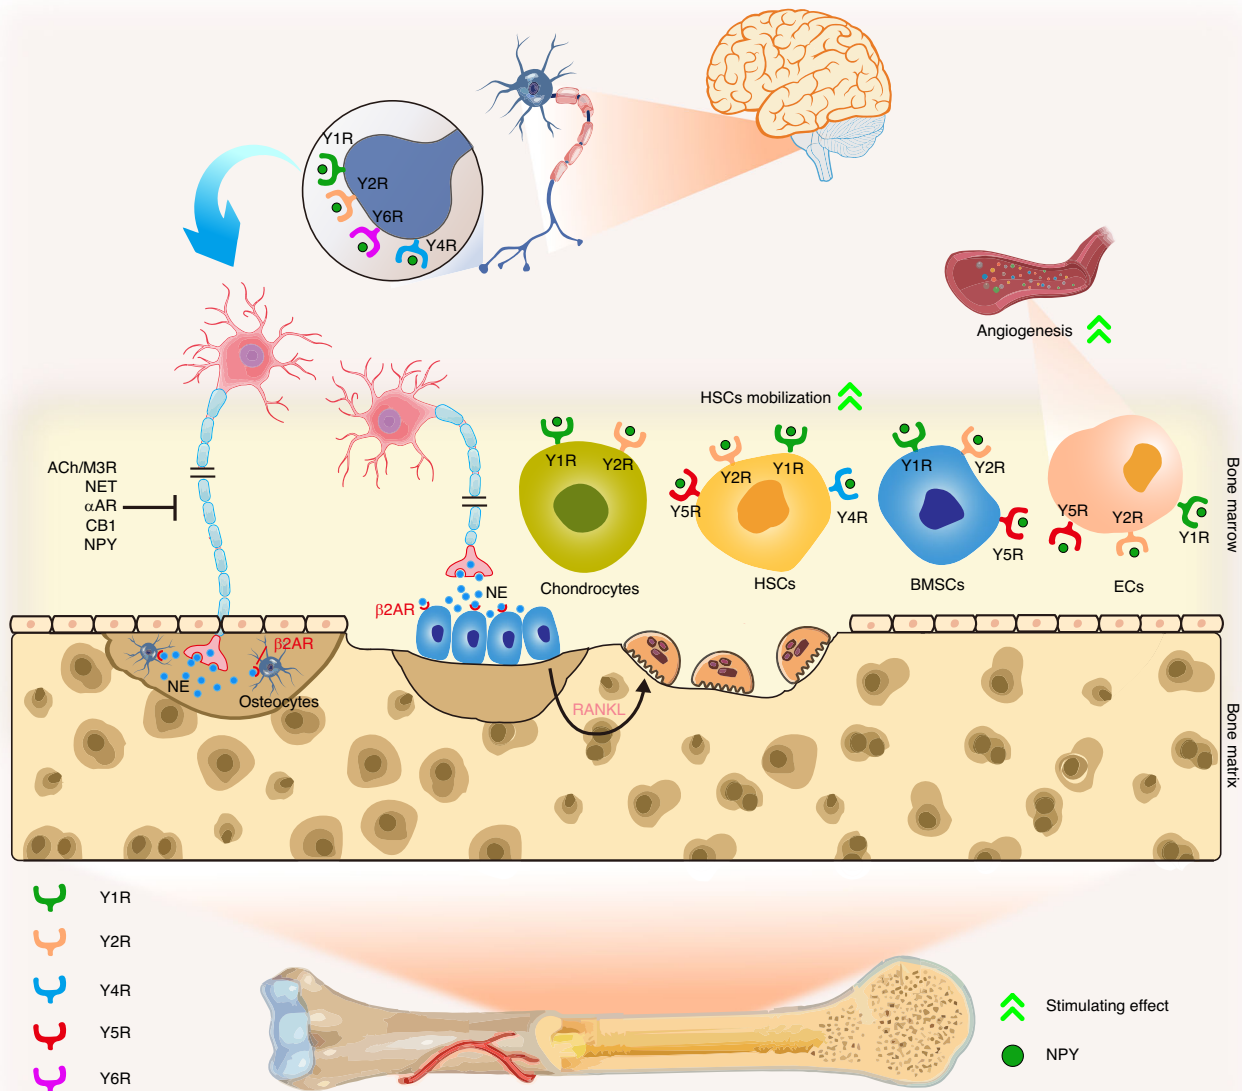 Y1R
Y2R
Y6R
Y4R
Angiogenesis
HSCs mobilization
ACh/M3R
NET
αAR
CB1
NPY
Y1R
Y2R
Chondrocytes
Y5R
Y2R
Y1R
Y4R
HSCs
Y1R
Y2R
Y5R
BMSCs
Y5R
Y2R
Y1R
ECs
Bone marrow
NE
β2AR
β2AR
NE
Osteocytes
RANKL
Bone matrix
Y1R
Y2R
Y4R
Y5R
Y6R
Stimulating effect
NPY